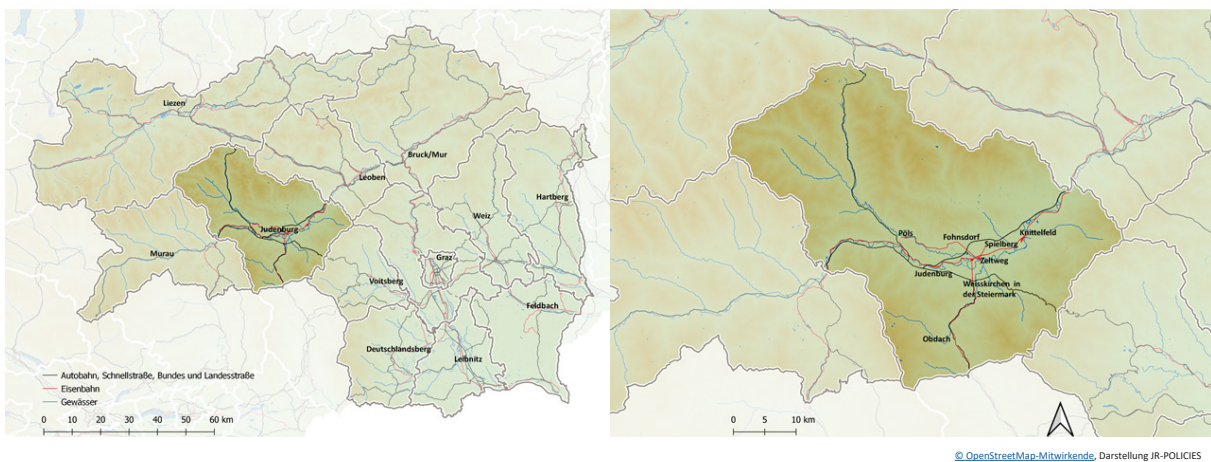 Liezen
Bruck/Mur
Leoben
Hartberg
Weiz
Judenburg
Murau
Graz
Voitsberg
Feldbach
Deutschlandsberg
Leibnitz
Autobahn, Schnellstraße, Bundes und Landesstraße
Eisenbahn
Gewässer
0 10 20 30 40 50 60 km
Pöls
Fohnsdorf
Knittelfeld
Spielberg
Zeltweg
Judenburg
Weisskirchen in
der Steiermark
Obdach
0 5 10 km
© OpenStreetMap-Mitwirkende, Darstellung JR-POLICIES